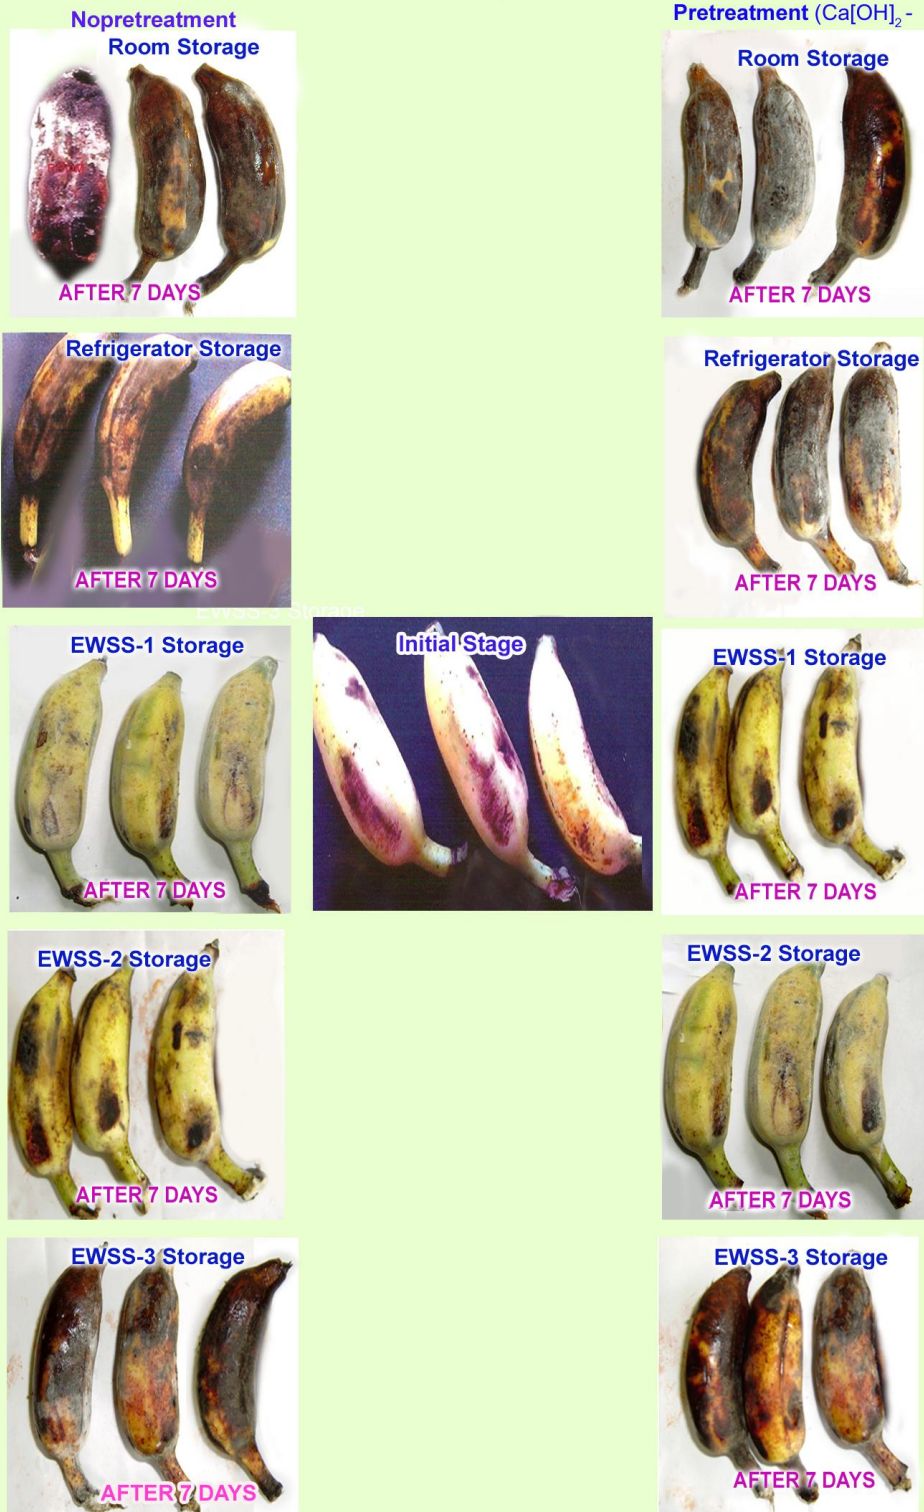 Nopretreatment
Room Storage
AFTER 7 DAYS
Refrigerator Storage
AFTER 7 DAYS
EWSS-3 Storage
EWSS-1 Storage
AFTER 7 DAYS
EWSS-2 Storage
AFTER 7 DAYS
EWSS-3 Storage
AFTER 7 DAYS
Initial Stage
Pretreatment (Ca[OH]₂ -
Room Storage
AFTER 7 DAYS
Refrigerator Storage
AFTER 7 DAYS
EWSS-1 Storage
AFTER 7 DAYS
EWSS-2 Storage
AFTER 7 DAYS
EWSS-3 Storage
AFTER 7 DAYS